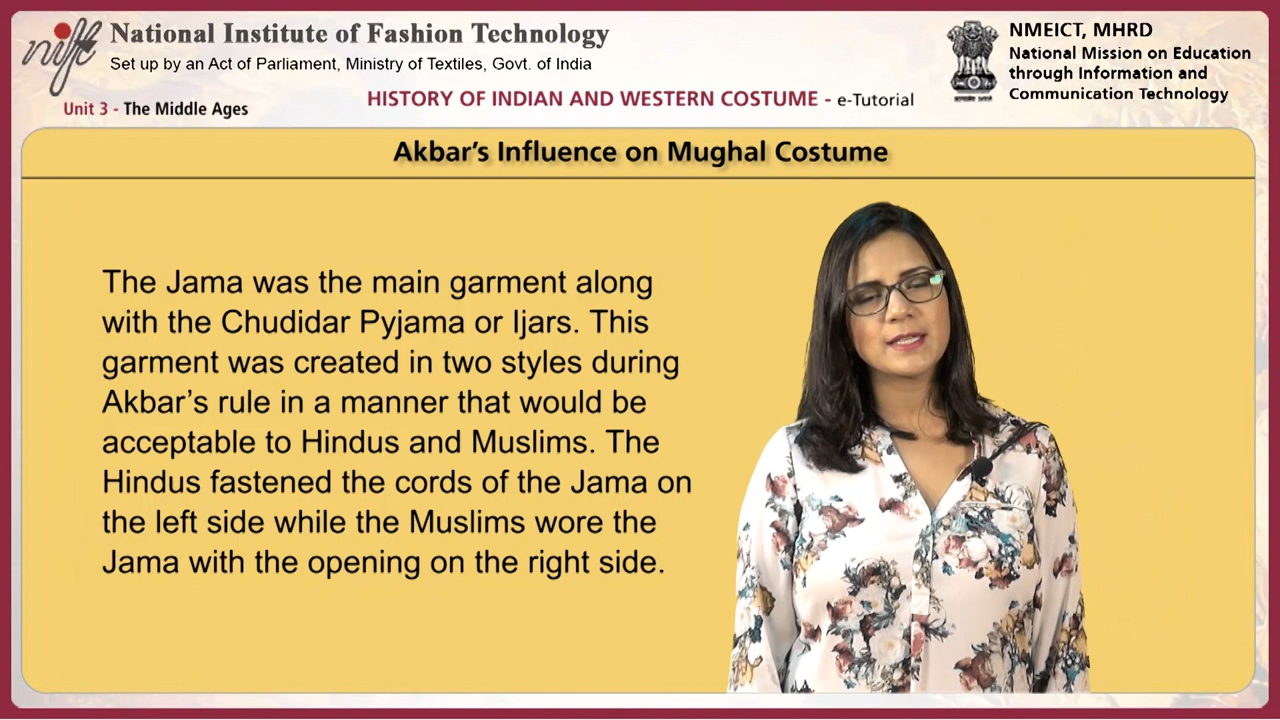 nift
National Institute of Fashion Technology
Set up by an Act of Parliament, Ministry of Textiles, Govt. of India
Unit 3 - The Middle Ages
HISTORY OF INDIAN AND WESTERN COSTUME - e-Tutorial
NMEICT, MHRD
National Mission on Education
through Information and
Communication Technology
Akbar’s Influence on Mughal Costume
The Jama was the main garment along
with the Chudidar Pyjama or Ijars. This
garment was created in two styles during
Akbar’s rule in a manner that would be
acceptable to Hindus and Muslims. The
Hindus fastened the cords of the Jama on
the left side while the Muslims wore the
Jama with the opening on the right side.